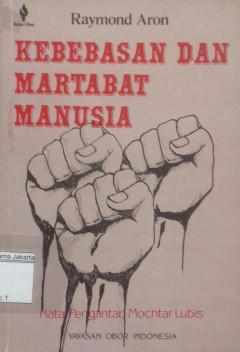 Raymond Aron
KEBEBASAN DAN
MARTABAT
MANUSIA
Kata Pengantar, Mochtar Lubis
YAYASAN OBOR INDONESIA